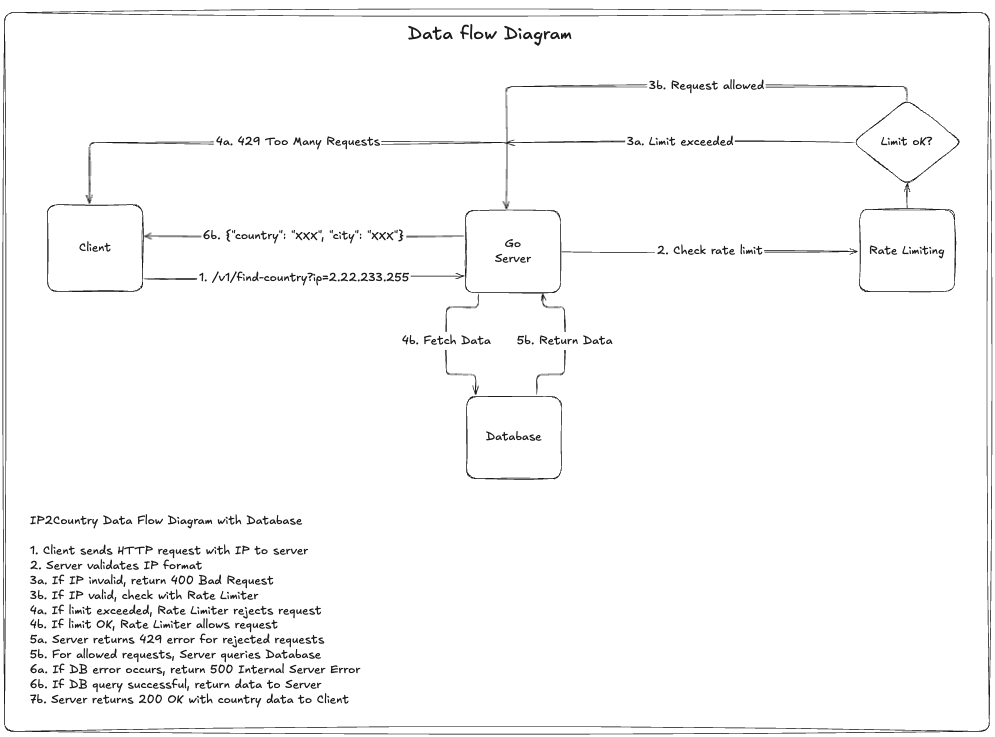 Data flow Diagram
3b. Request allowed
4a. 429 Too Many Requests
3a. Limit exceeded
Limit oK?
Client
6b. {"country": "XXX", "city": "XXX"}
Go
Server
2. Check rate limit
Rate Limiting
1. /v1/find-country?ip=2.22.233.255
4b. Fetch Data
5b. Return Data
Database
IP2Country Data Flow Diagram with Database
1. Client sends HTTP request with IP to server
2. Server validates IP format
3a. If IP invalid, return 400 Bad Request
3b. If IP valid, check with Rate Limiter
4a. If limit exceeded, Rate Limiter rejects request
4b. If limit OK, Rate Limiter allows request
5a. Server returns 429 error for rejected requests
5b. For allowed requests, Server queries Database
6a. If DB error occurs, return 500 Internal Server Error
6b. If DB query successful, return data to Server
7b. Server returns 200 OK with country data to Client